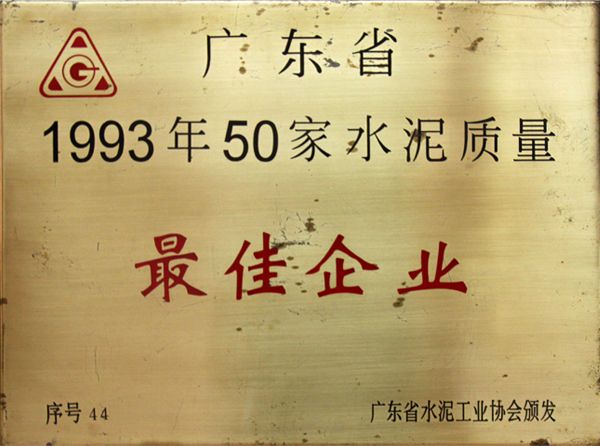 G
广东省
1993年50家水泥质量
最佳企业
序号 44
广东省水泥工业协会颁发